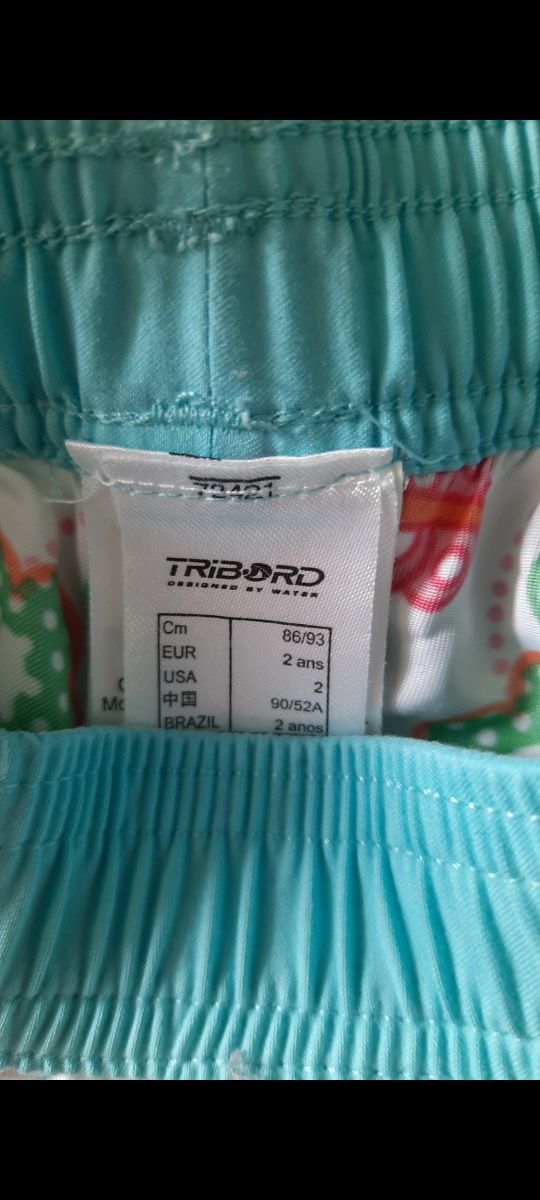 TRIBORD
DESIGNED BY WATER
Cm 86/93
EUR 2 ans
USA 2
中国 90/52A
BRAZIL 2 anos